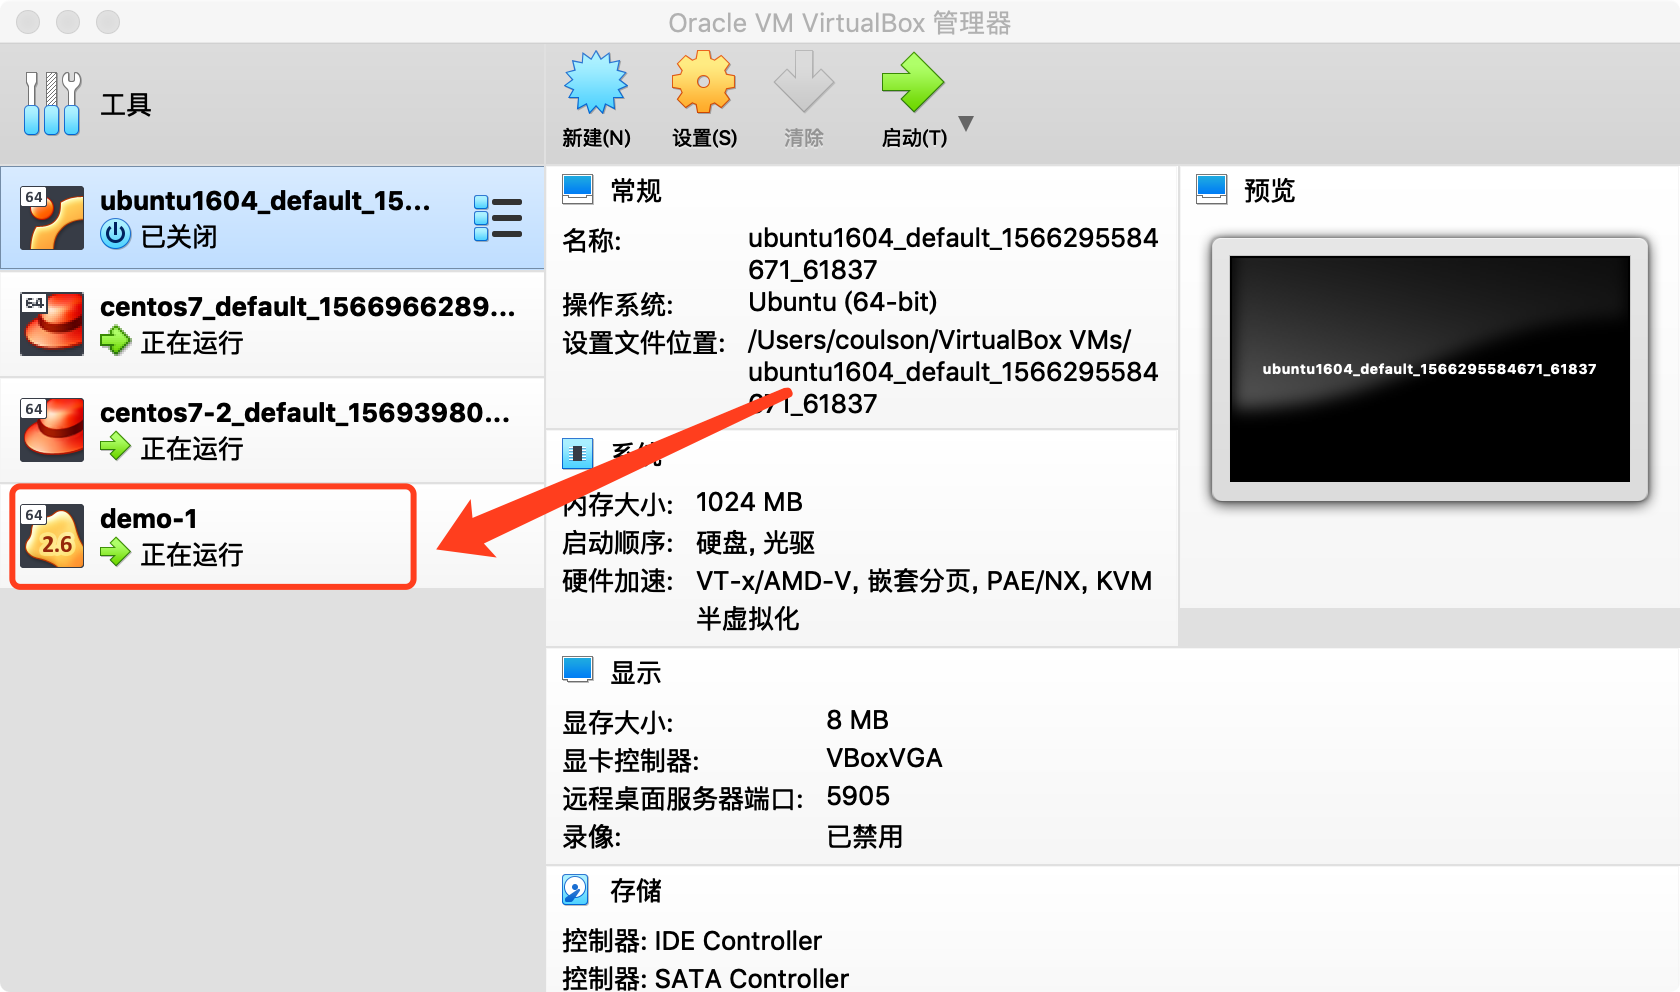 Oracle VM VirtualBox 管理器
工具
新建(N)
设置(S)
清除
启动(T)
64
ubuntu1604_default_15...
已关闭
64
centos7_default_1566966289...
正在运行
64
centos7-2_default_15693980...
正在运行
64
2.6
demo-1
正在运行
常规
名称:
ubuntu1604_default_1566295584
671_61837
操作系统:
Ubuntu (64-bit)
设置文件位置:
/Users/coulson/VirtualBox VMs/
ubuntu1604_default_1566295584
671_61837
系统
内存大小:
1024 MB
启动顺序:
硬盘, 光驱
硬件加速:
VT-x/AMD-V, 嵌套分页, PAE/NX, KVM
半虚拟化
预览
ubuntu1604_default_1566295584671_61837
显示
显存大小:
8 MB
显卡控制器:
VBoxVGA
远程桌面服务器端口:
5905
录像:
已禁用
存储
控制器: IDE Controller
控制器: SATA Controller